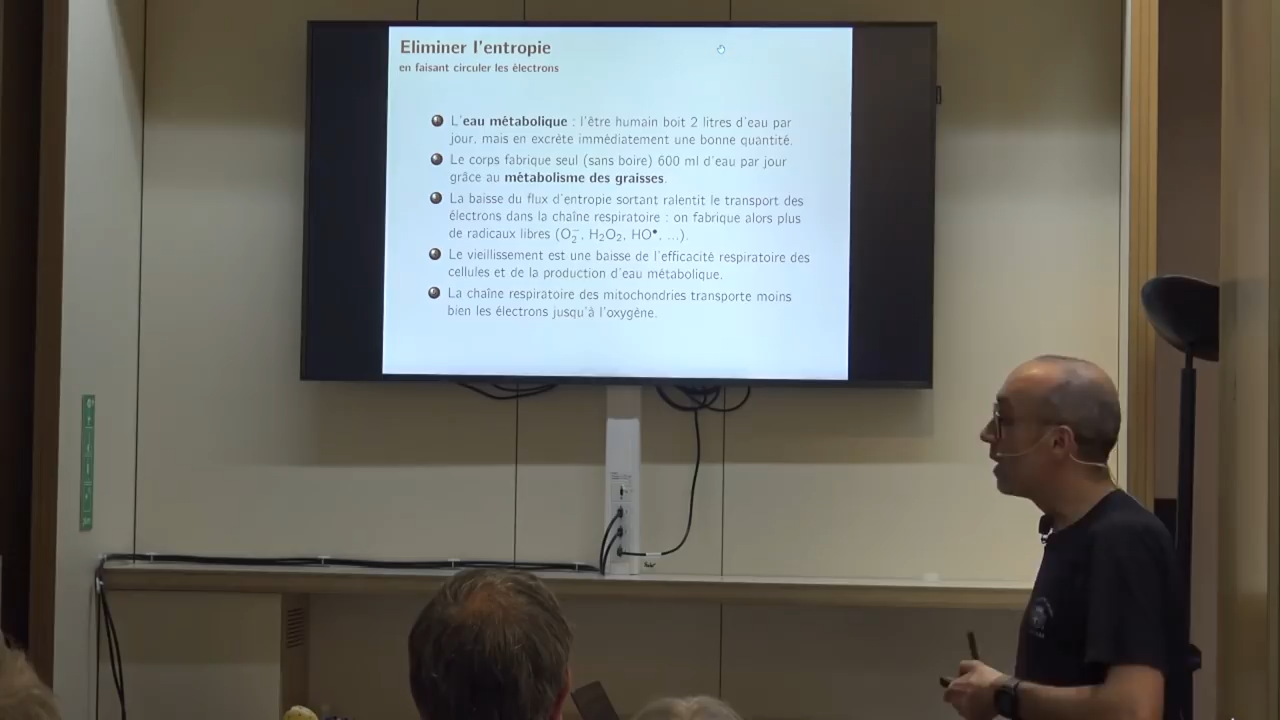 Eliminer l'entropie
en faisant circuler les électrons
L'eau métabolique : l'être humain boit 2 litres d'eau par
jour, mais en excrète immédiatement une bonne quantité.
Le corps fabrique seul (sans boire) 600 ml d'eau par jour
grâce au métabolisme des graisses.
La baisse du flux d'entropie sortant ralentit le transport des
électrons dans la chaîne respiratoire : on fabrique alors plus
de radicaux libres (O₂⁻, H₂O₂, HO•, ...).
Le vieillissement est une baisse de l'efficacité respiratoire des
cellules et de la production d'eau métabolique.
La chaîne respiratoire des mitochondries transporte moins
bien les électrons jusqu'à l'oxygène.